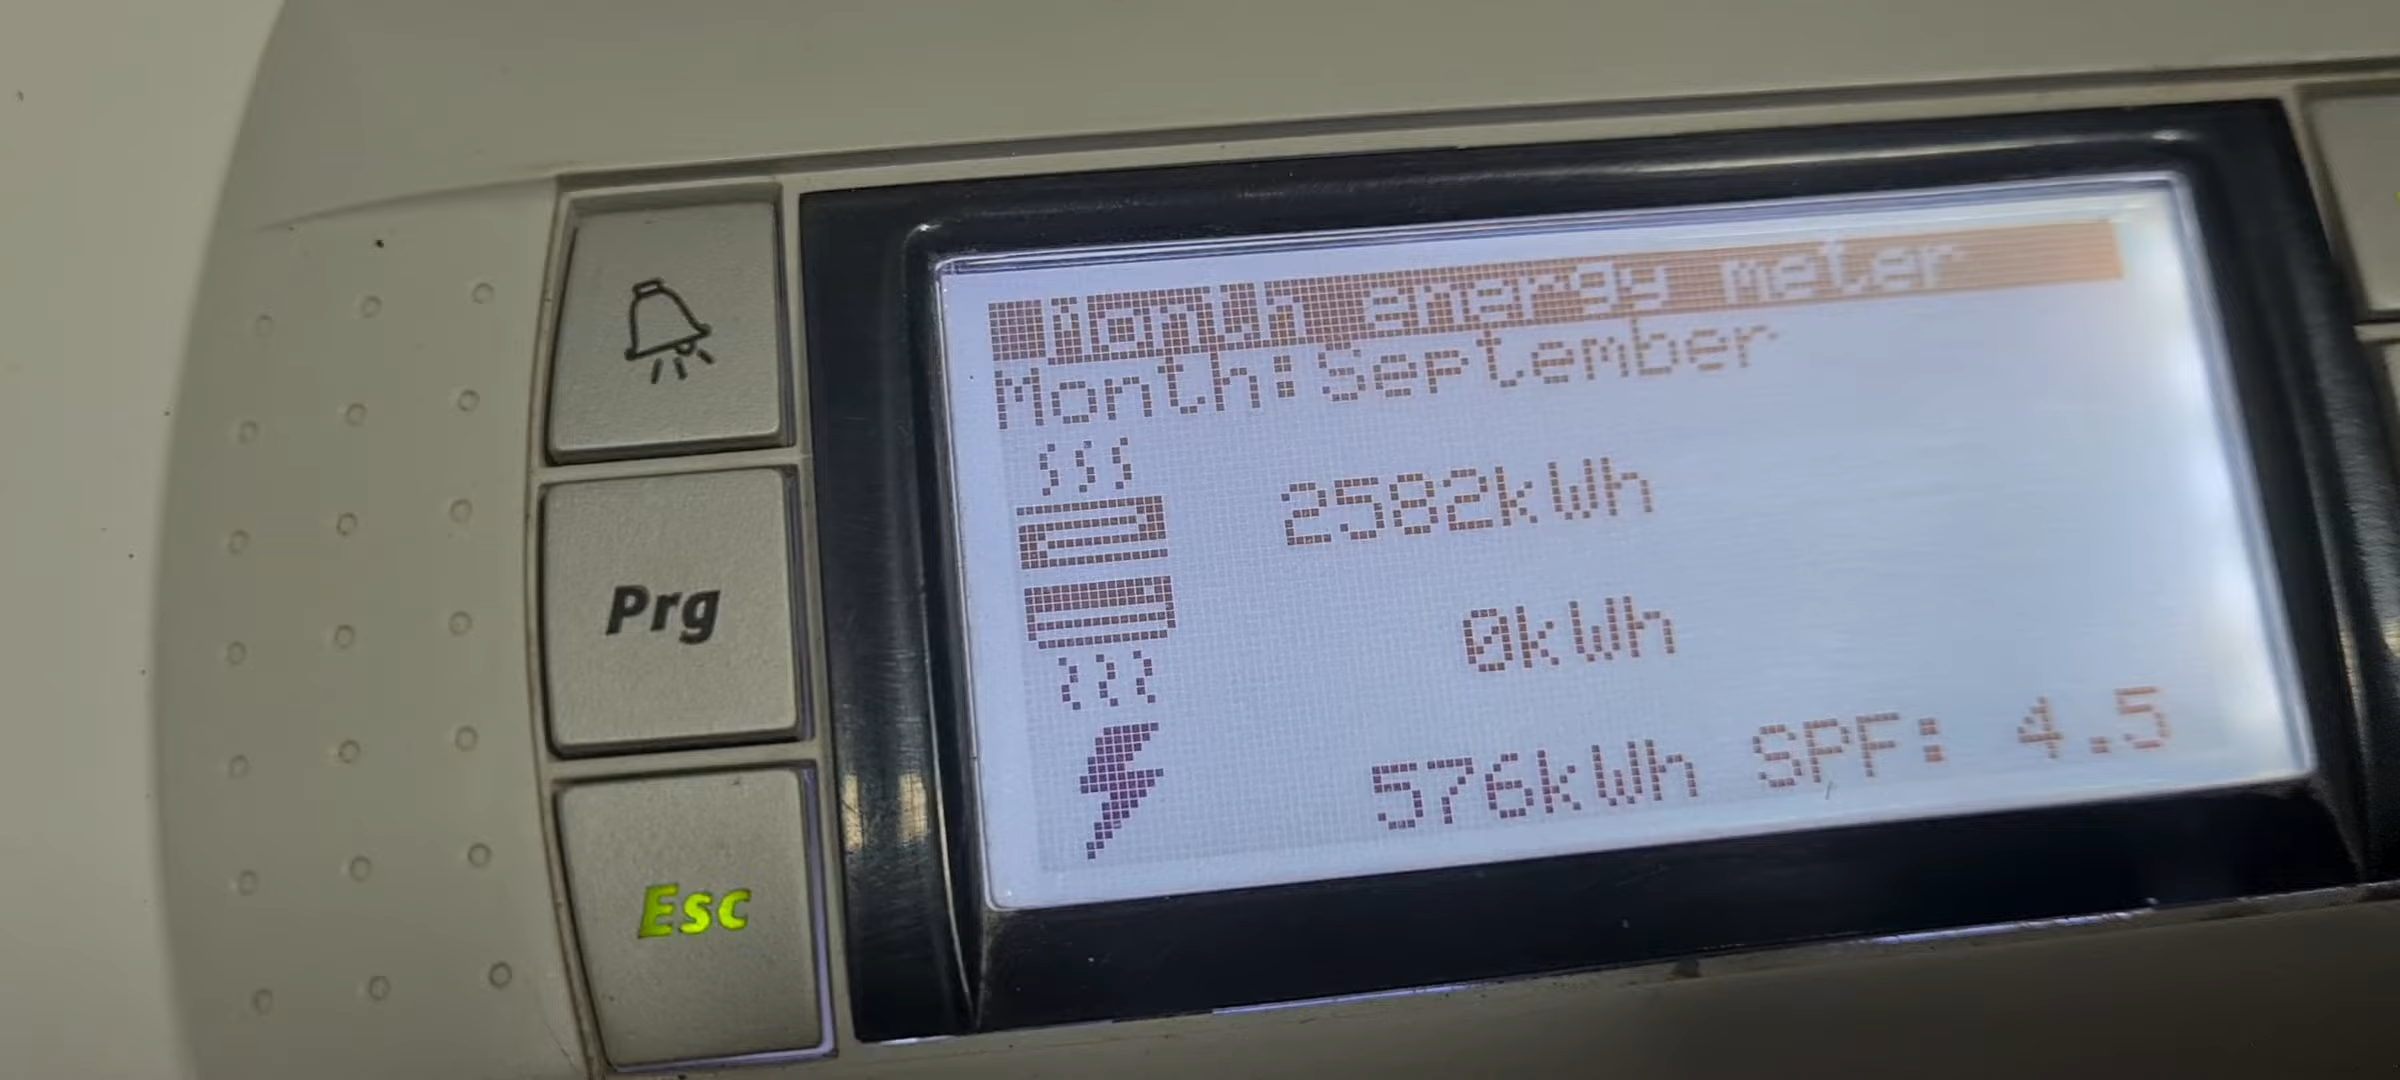 Month energy meter
Month:September
2582kWh
0kWh
576kWh SPF: 4.5
Prg
Esc